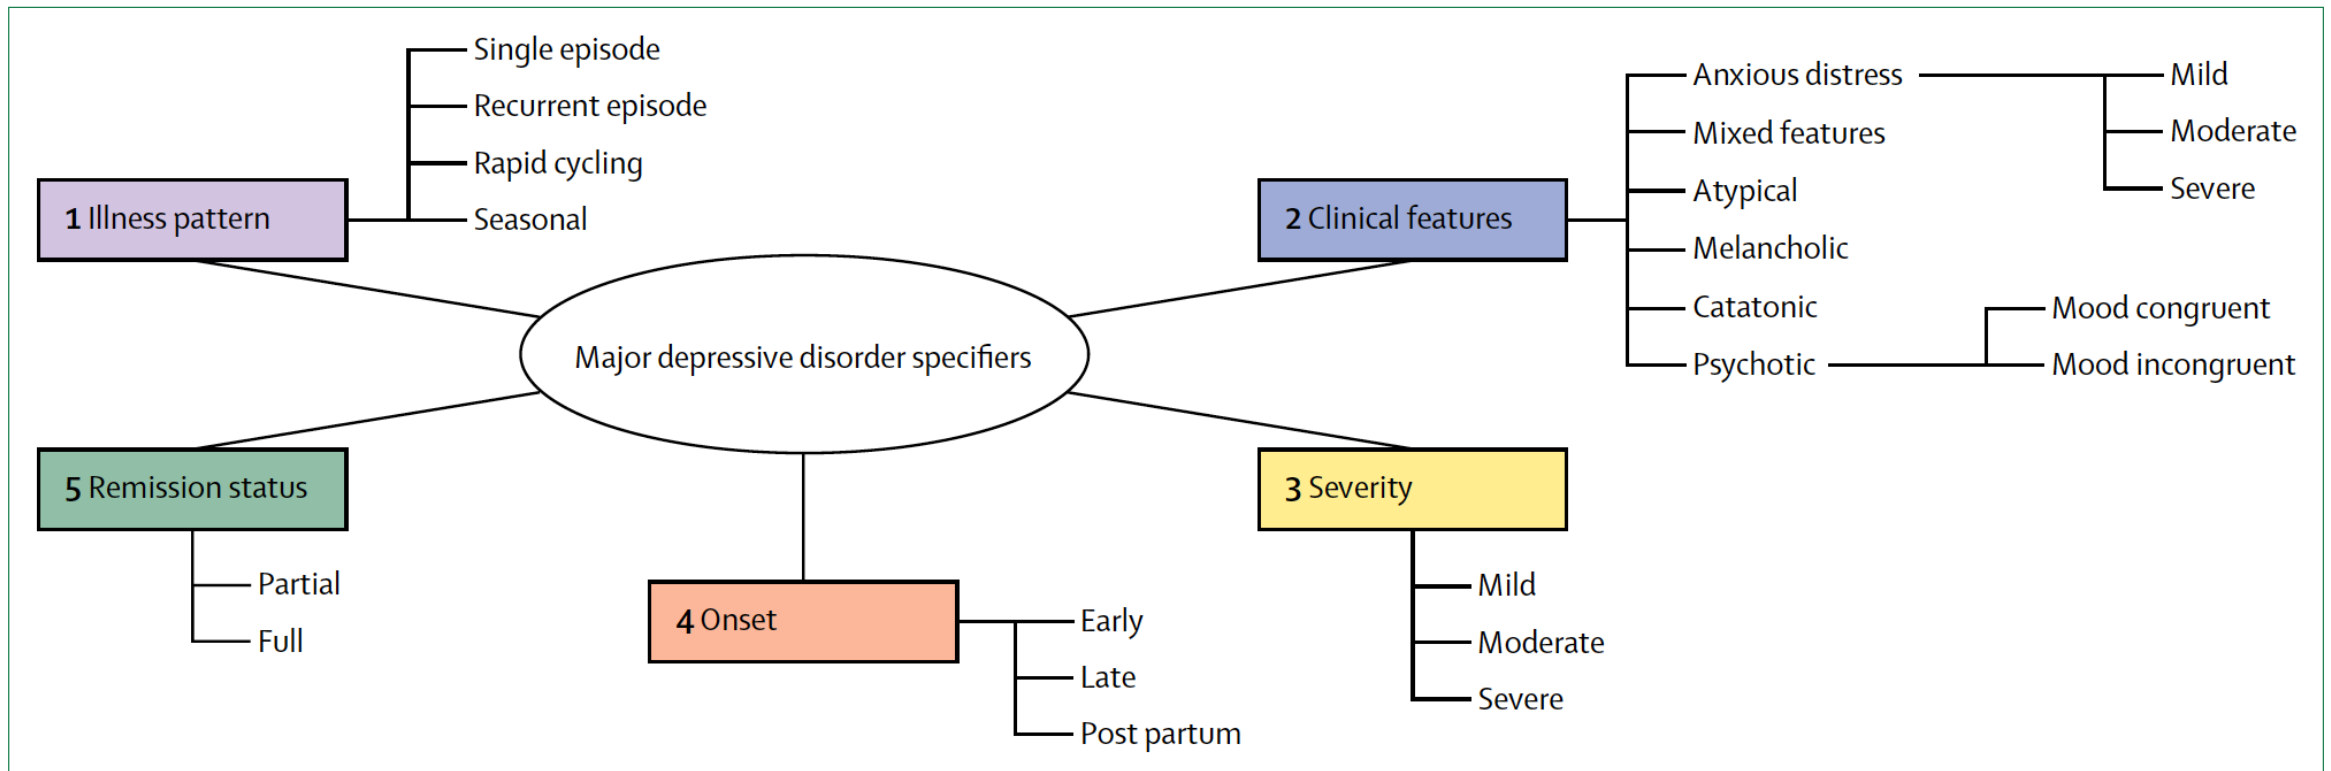 Major depressive disorder specifiers
1 Illness pattern
Single episode
Recurrent episode
Rapid cycling
Seasonal
2 Clinical features
Anxious distress
Mild
Moderate
Severe
Mixed features
Atypical
Melancholic
Catatonic
Psychotic
Mood congruent
Mood incongruent
3 Severity
Mild
Moderate
Severe
4 Onset
Early
Late
Post partum
5 Remission status
Partial
Full